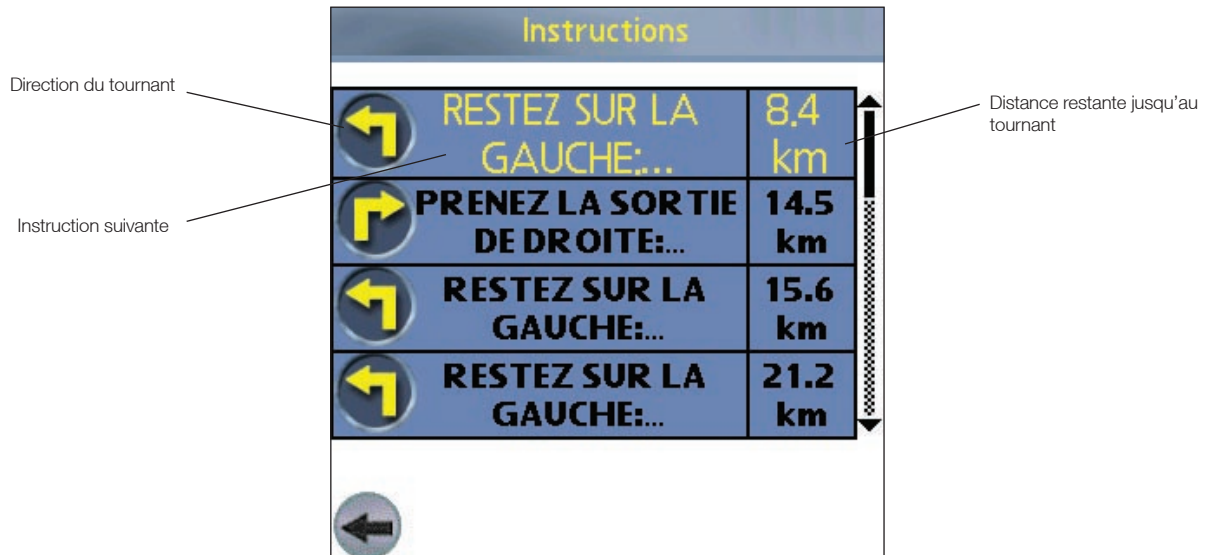 Instructions
Direction du tournant
RESTEZ SUR LA
GAUCHE:...
8.4
km
Distance restante jusqu'au
tournant
Instruction suivante
PRENEZ LA SORTIE
DE DROITE:...
14.5
km
RESTEZ SUR LA
GAUCHE:...
15.6
km
RESTEZ SUR LA
GAUCHE:...
21.2
km